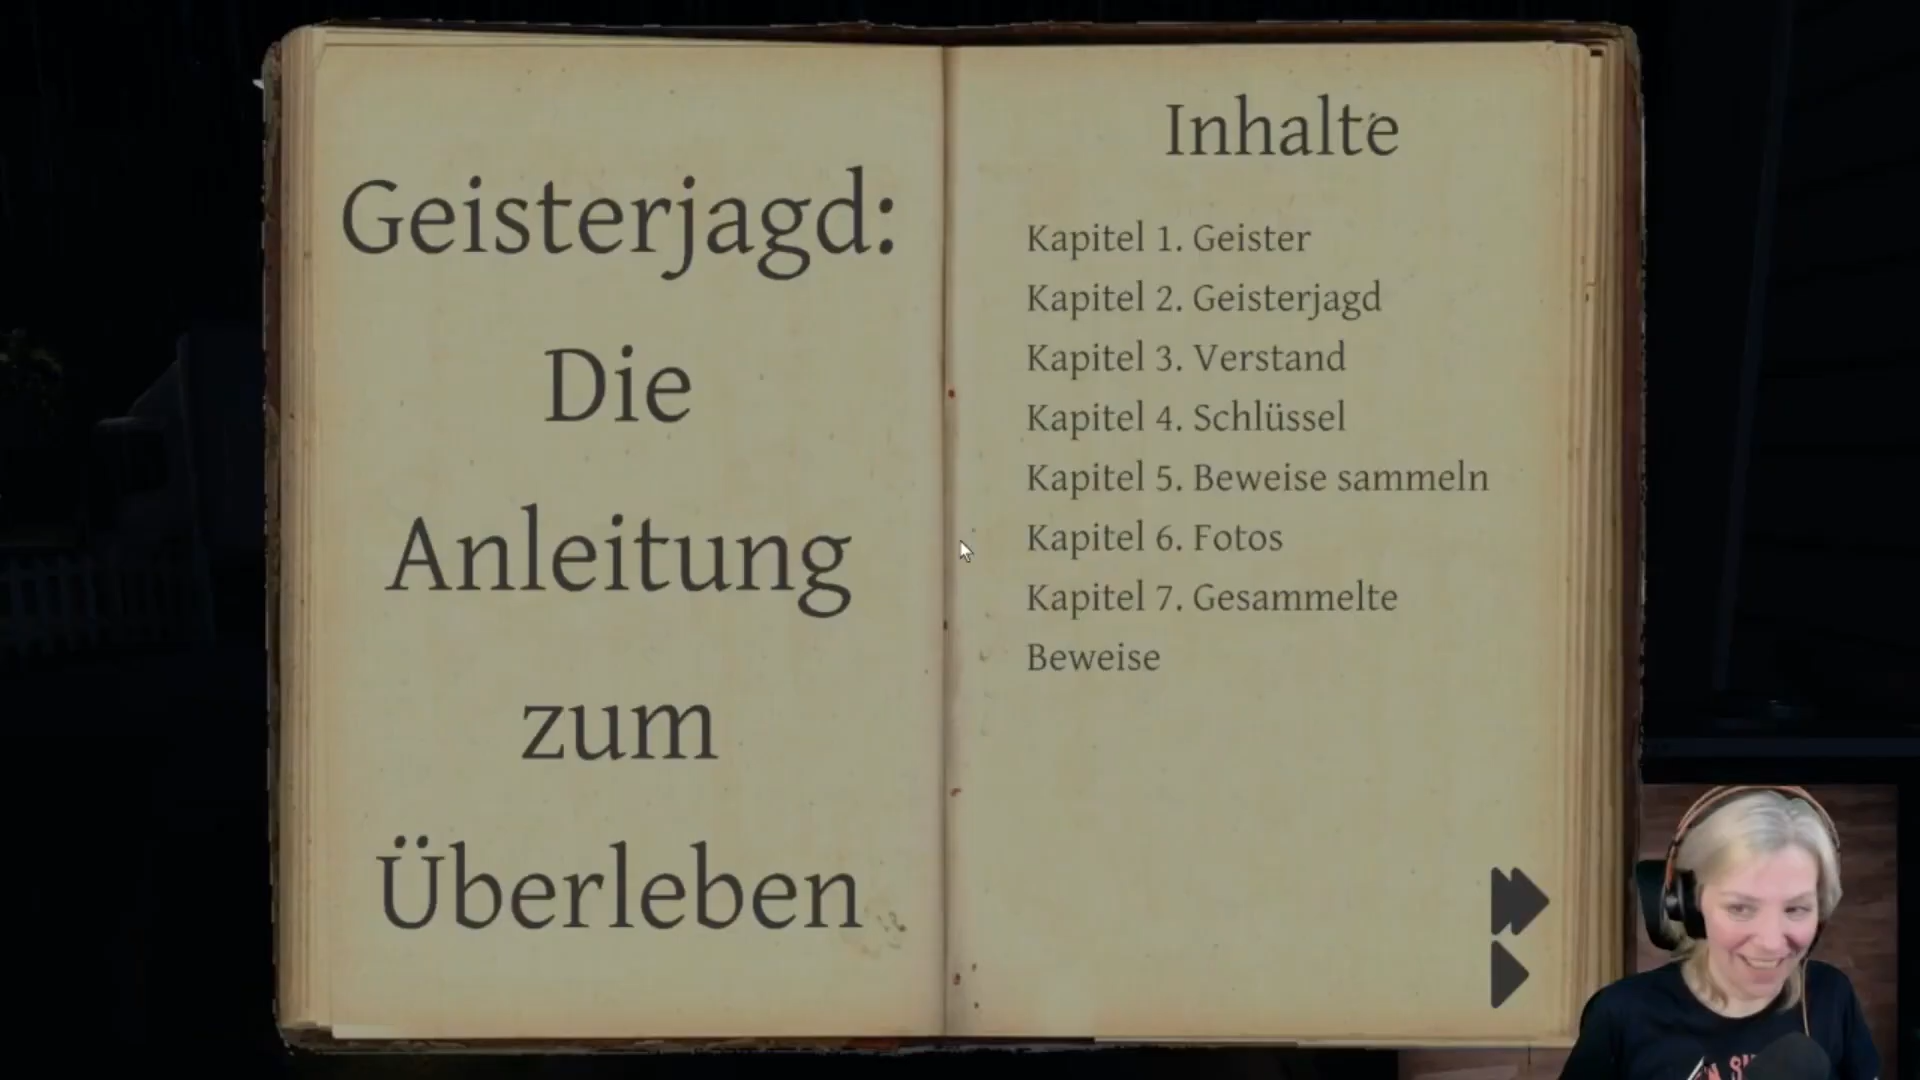 Geisterjagd:
Die
Anleitung
zum
Überleben
Inhalte
Kapitel 1. Geister
Kapitel 2. Geisterjagd
Kapitel 3. Verstand
Kapitel 4. Schlüssel
Kapitel 5. Beweise sammeln
Kapitel 6. Fotos
Kapitel 7. Gesammelte
Beweise